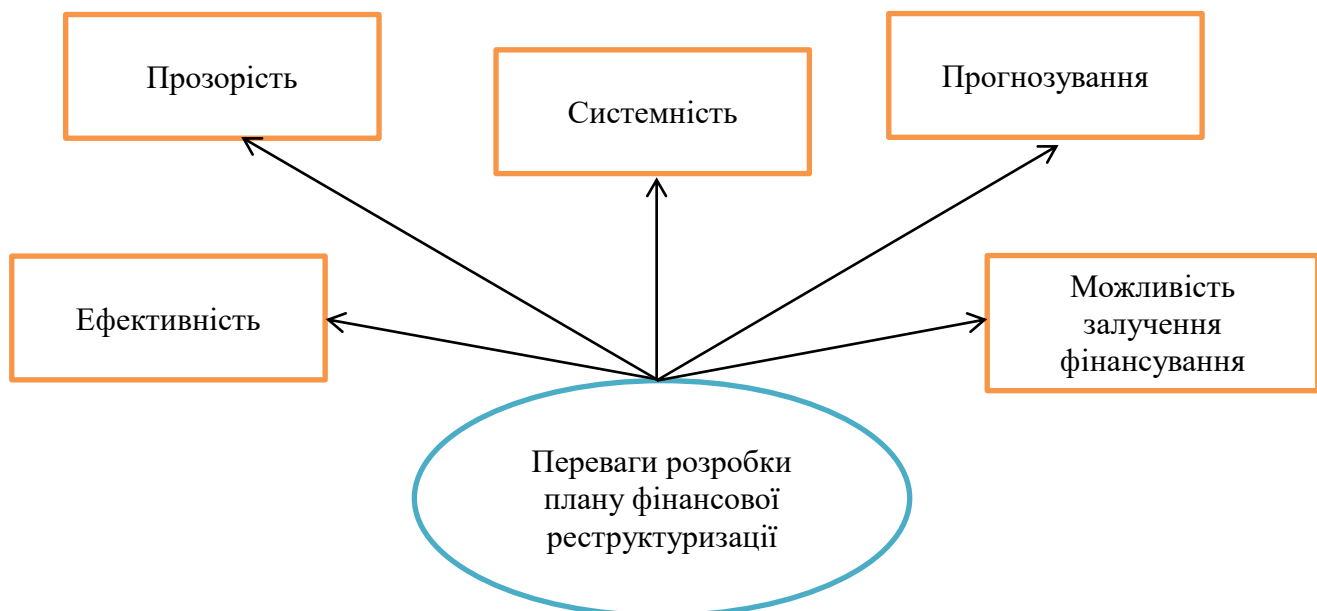 Прозорість
Системність
Прогнозування
Ефективність
Можливість
залучення
фінансування
Переваги розробки
плану фінансової
реструктуризації